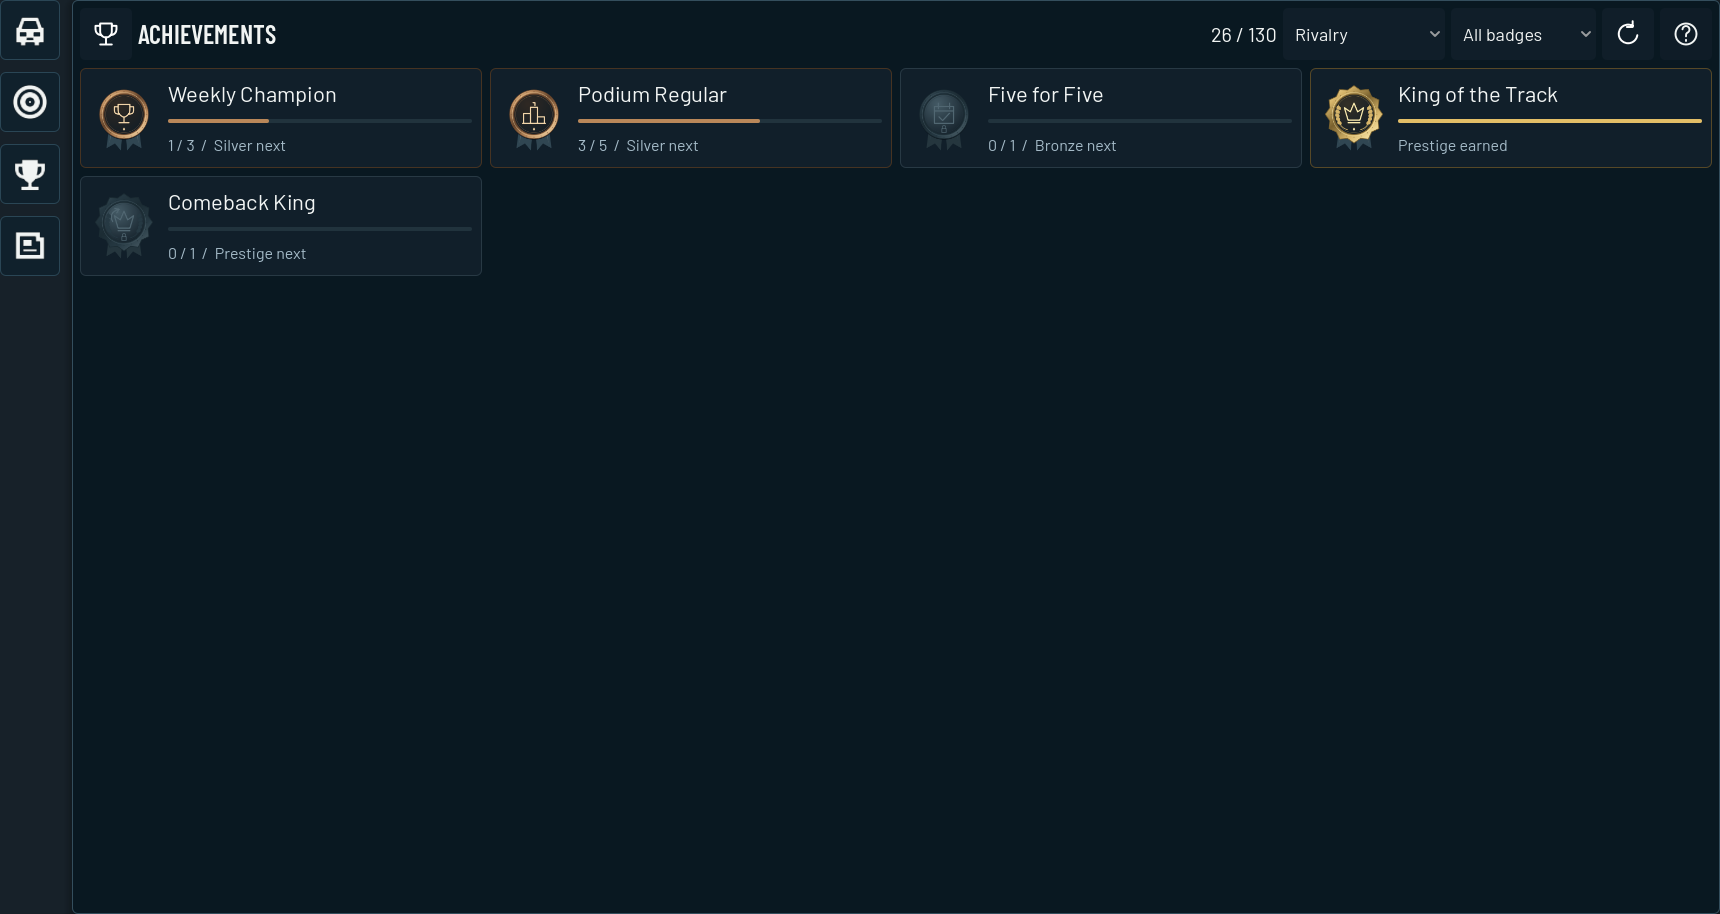 ACHIEVEMENTS
26 / 130
Rivalry
All badges
Weekly Champion
1 / 3 / Silver next
Podium Regular
3 / 5 / Silver next
Five for Five
0 / 1 / Bronze next
King of the Track
Prestige earned
Comeback King
0 / 1 / Prestige next